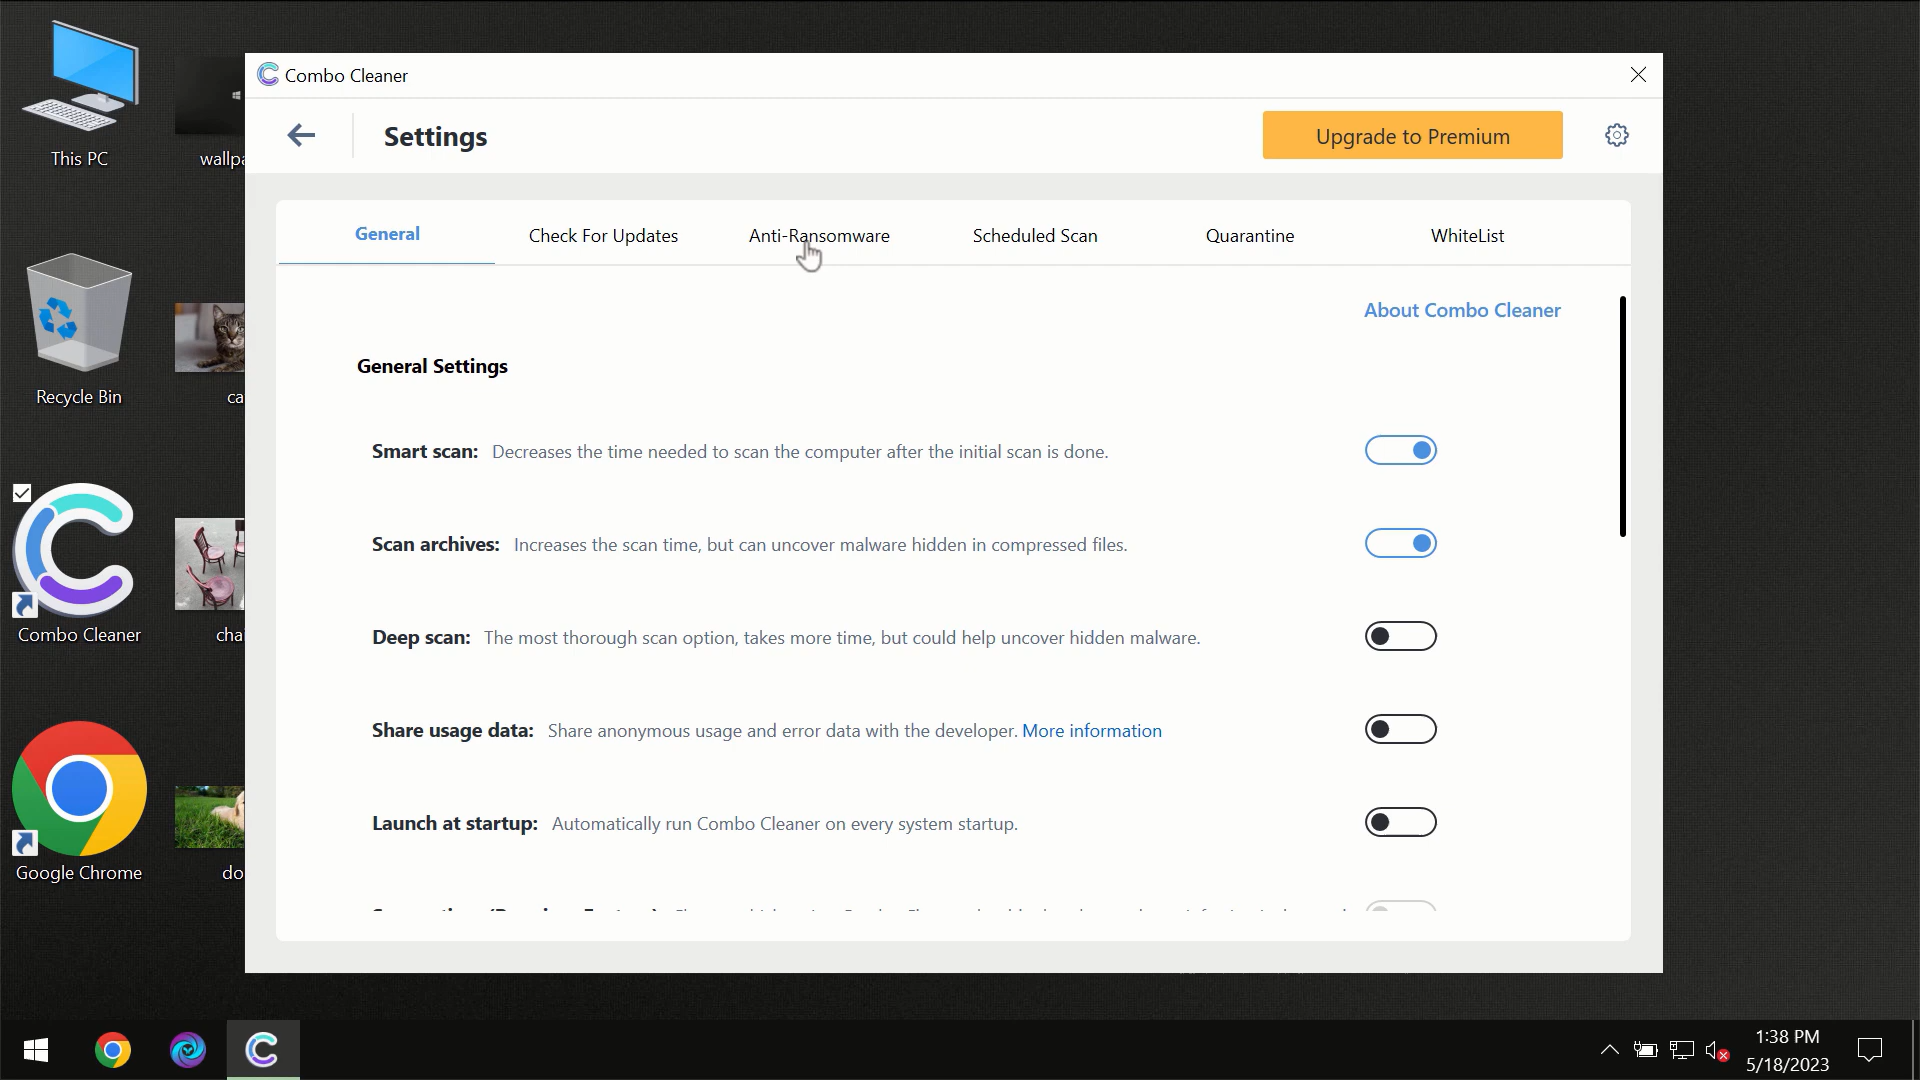 This PC
wallpa
Recycle Bin
ca
Combo Cleaner
chai
Google Chrome
do
Combo Cleaner
Settings
Upgrade to Premium
General
Check For Updates
Anti-Ransomware
Scheduled Scan
Quarantine
WhiteList
About Combo Cleaner
General Settings
Smart scan: Decreases the time needed to scan the computer after the initial scan is done.
Scan archives: Increases the scan time, but can uncover malware hidden in compressed files.
Deep scan: The most thorough scan option, takes more time, but could help uncover hidden malware.
Share usage data: Share anonymous usage and error data with the developer. More information
Launch at startup: Automatically run Combo Cleaner on every system startup.
1:38 PM
5/18/2023